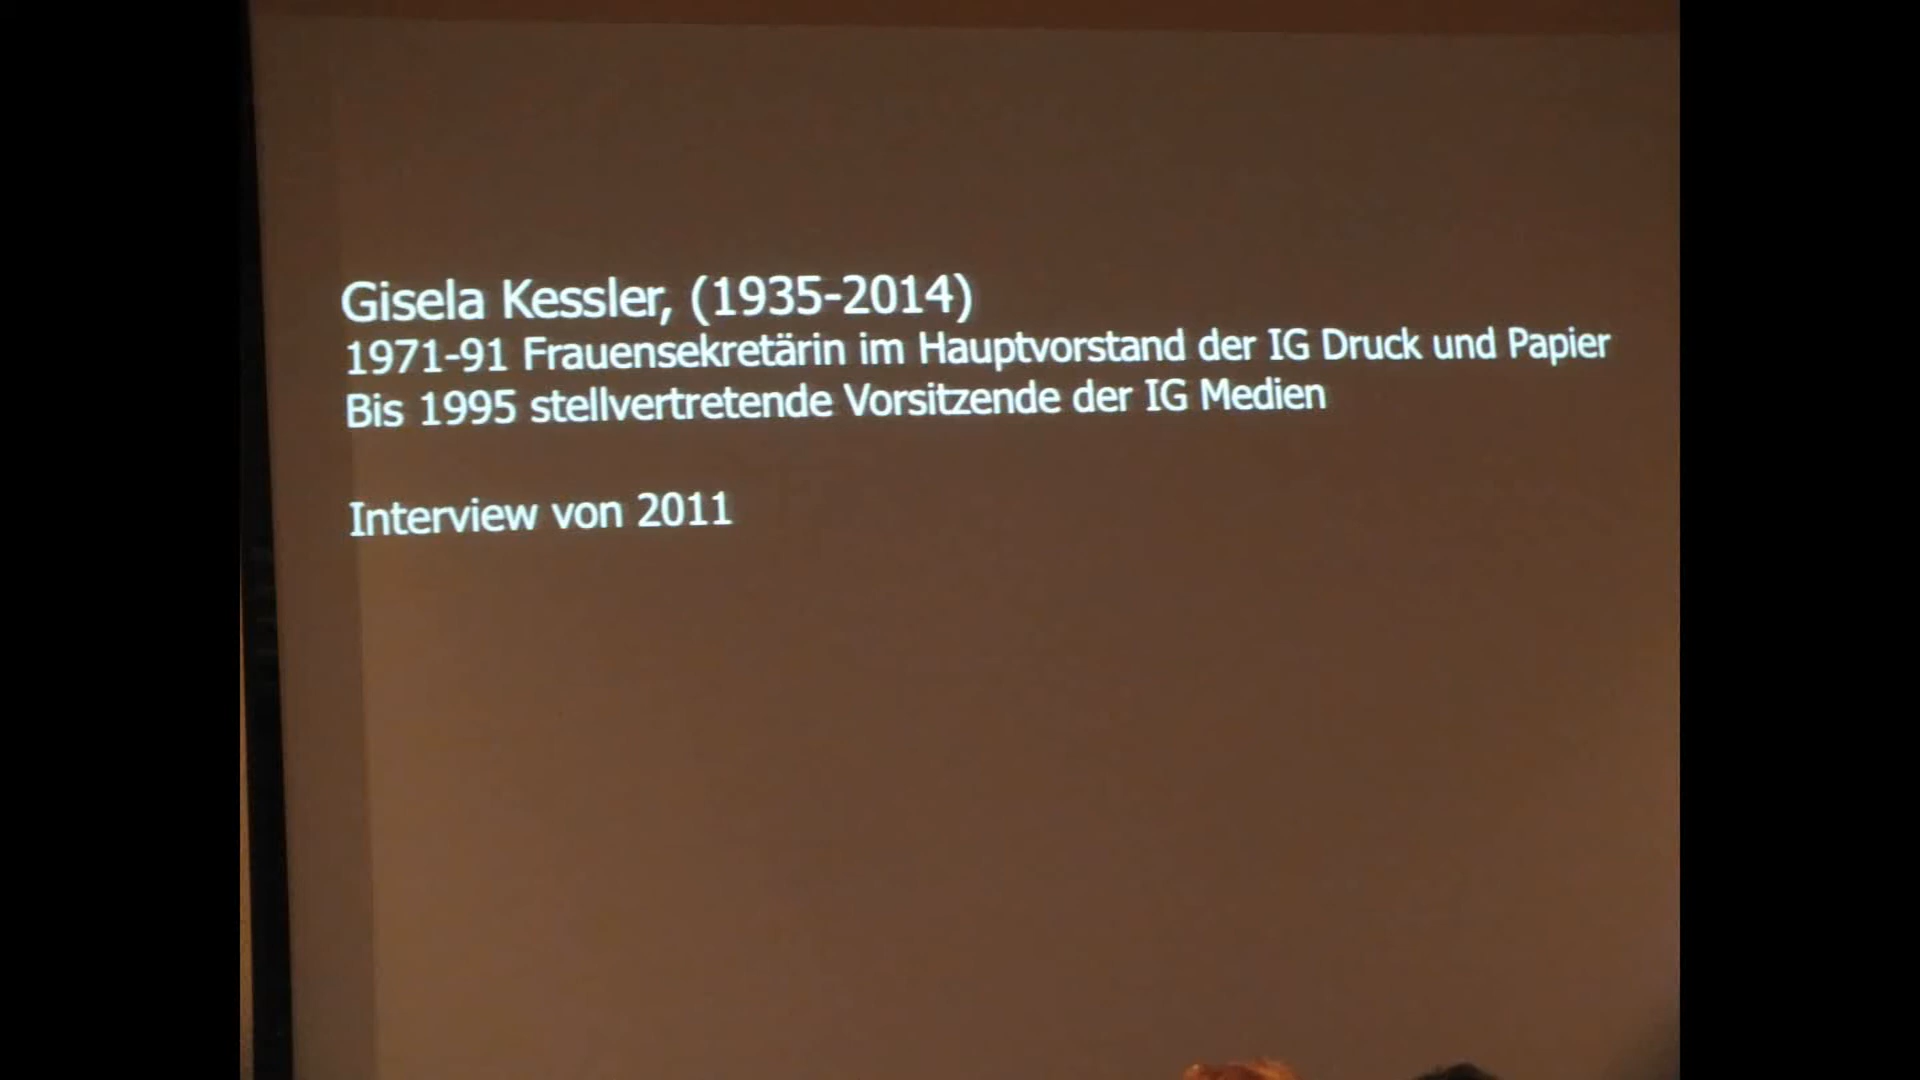 Gisela Kessler, (1935-2014)
1971-91 Frauensekretärin im Hauptvorstand der IG Druck und Papier
Bis 1995 stellvertretende Vorsitzende der IG Medien
Interview von 2011